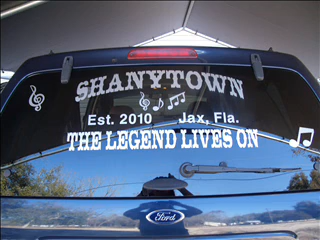 SHANYTOWN
Est. 2010 Jax, Fla.
THE LEGEND LIVES ON
Ford